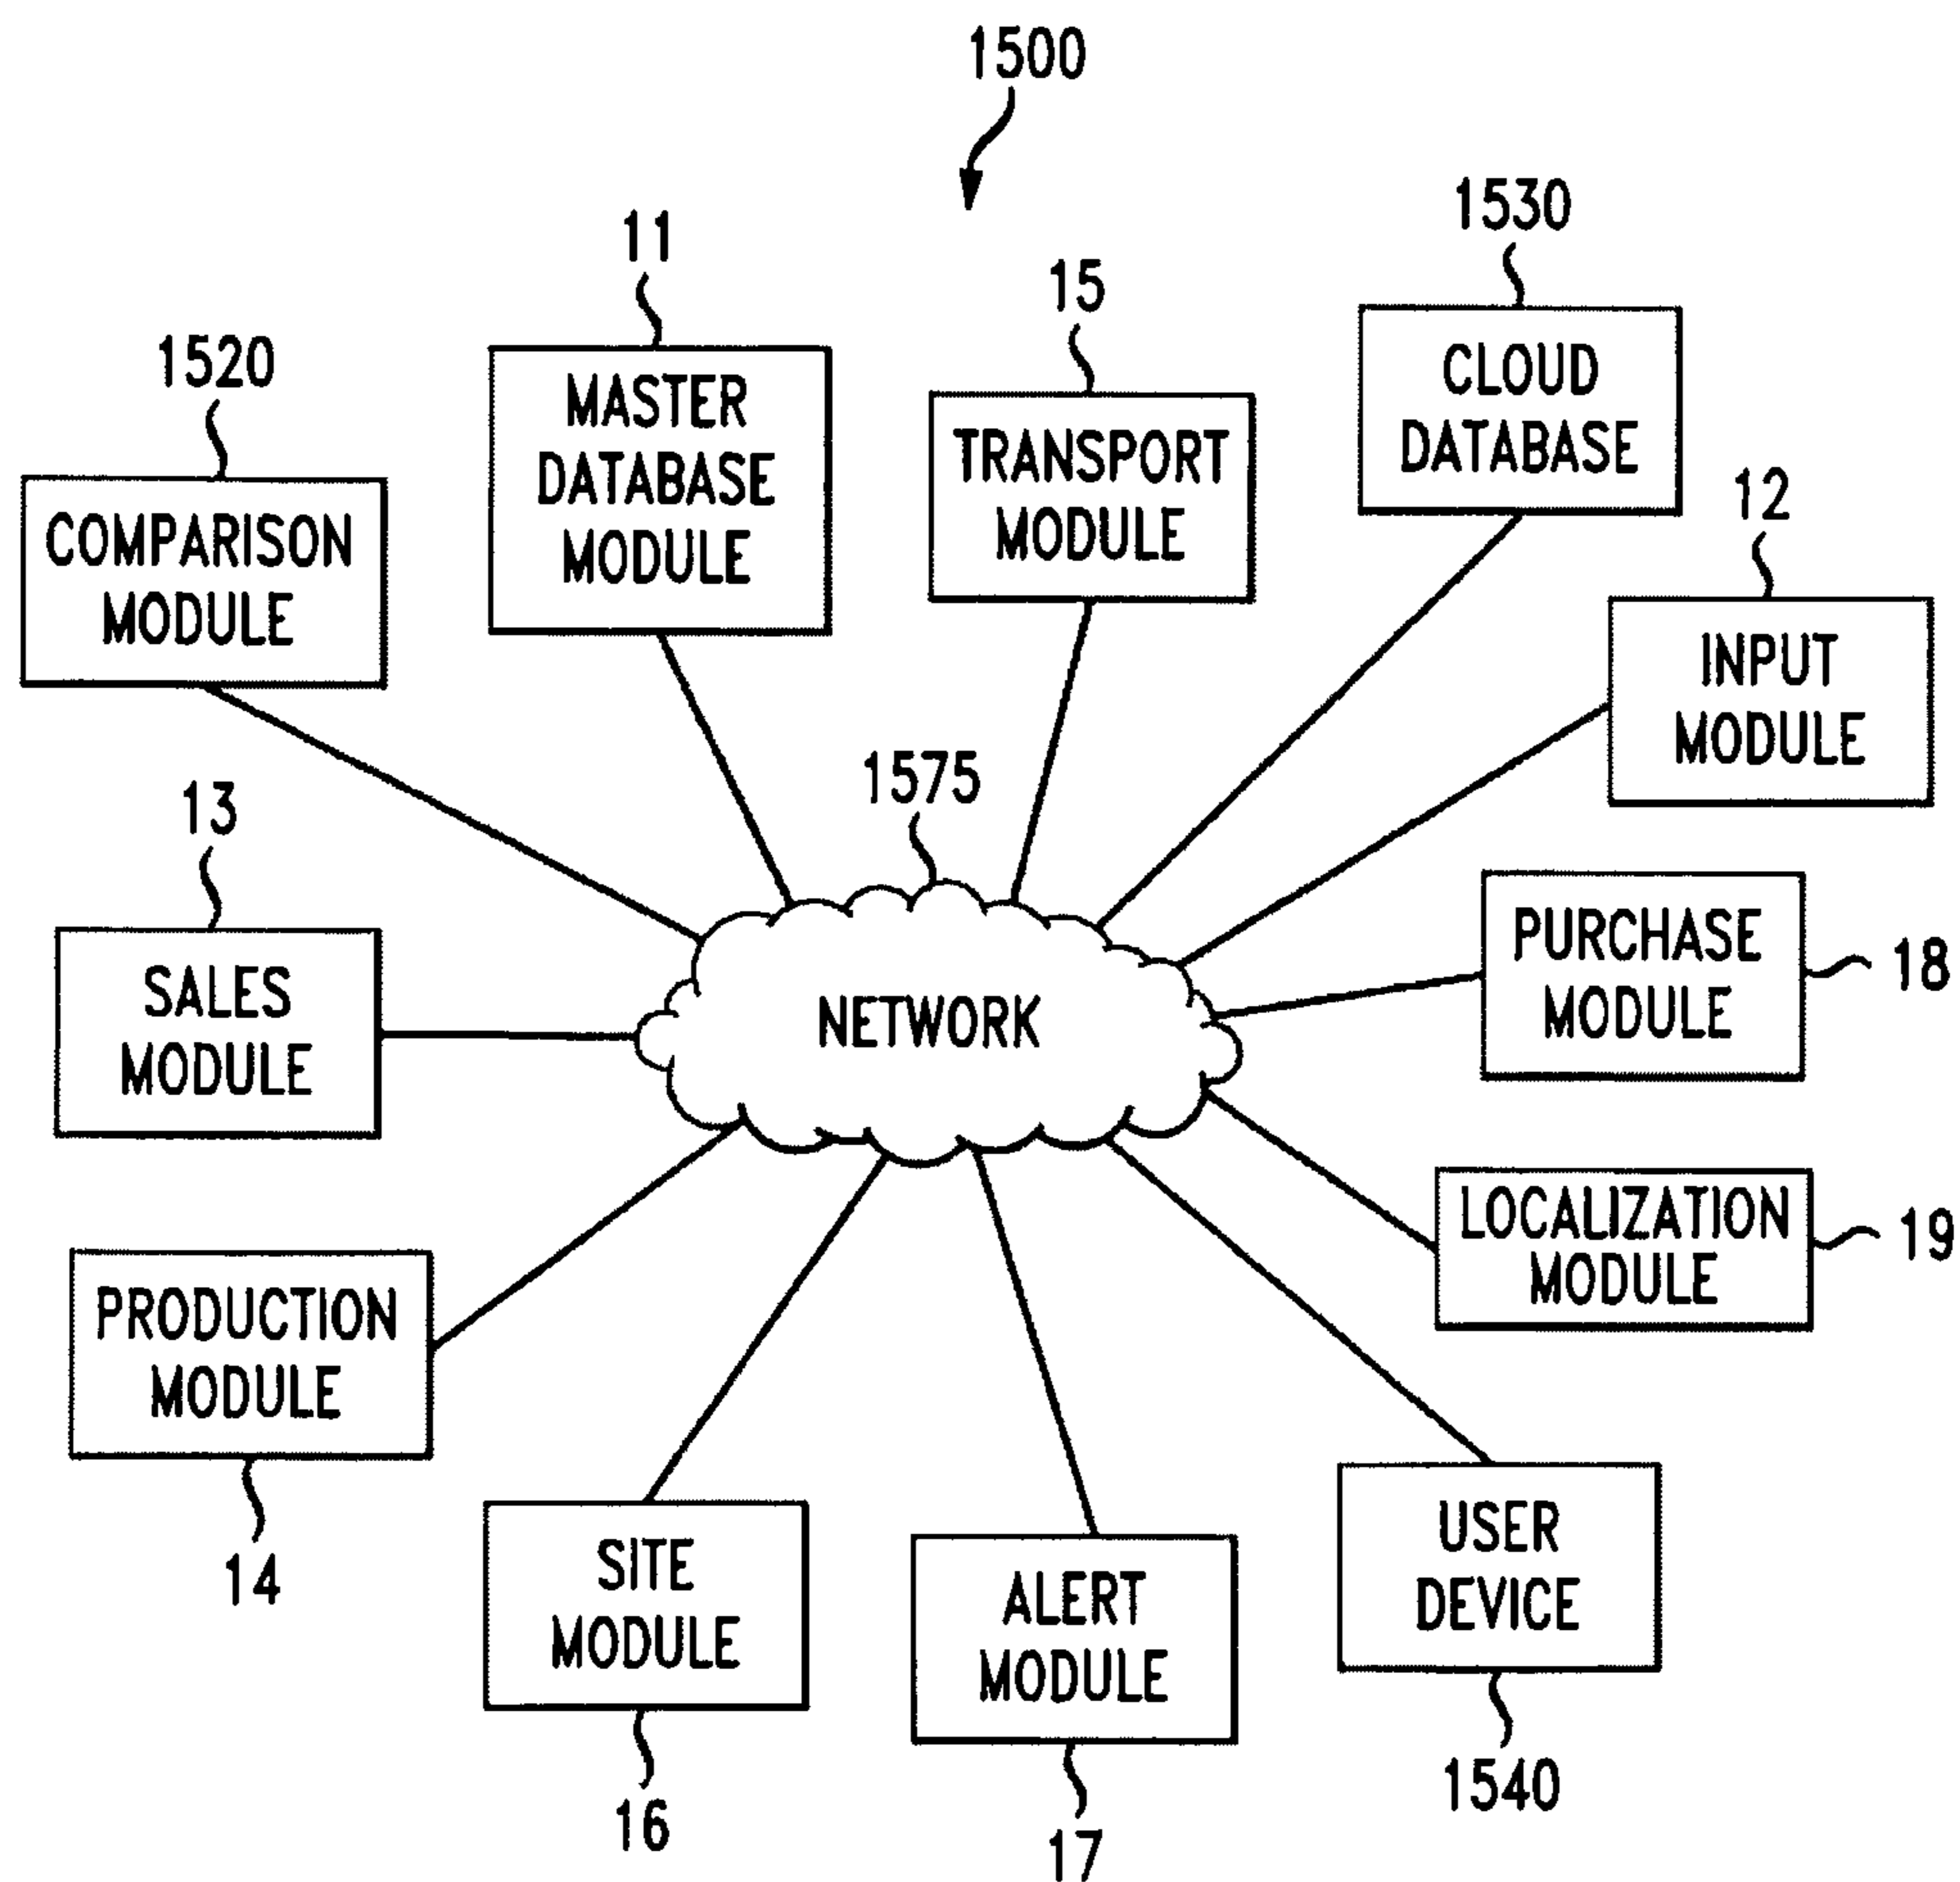 1500
1530
11
15
1520
CLOUD
DATABASE
MASTER
DATABASE
MODULE
TRANSPORT
MODULE
12
COMPARISON
MODULE
INPUT
MODULE
1575
13
PURCHASE
MODULE
18
SALES
MODULE
NETWORK
LOCALIZATION
MODULE
19
PRODUCTION
MODULE
14
SITE
MODULE
16
ALERT
MODULE
17
USER
DEVICE
1540